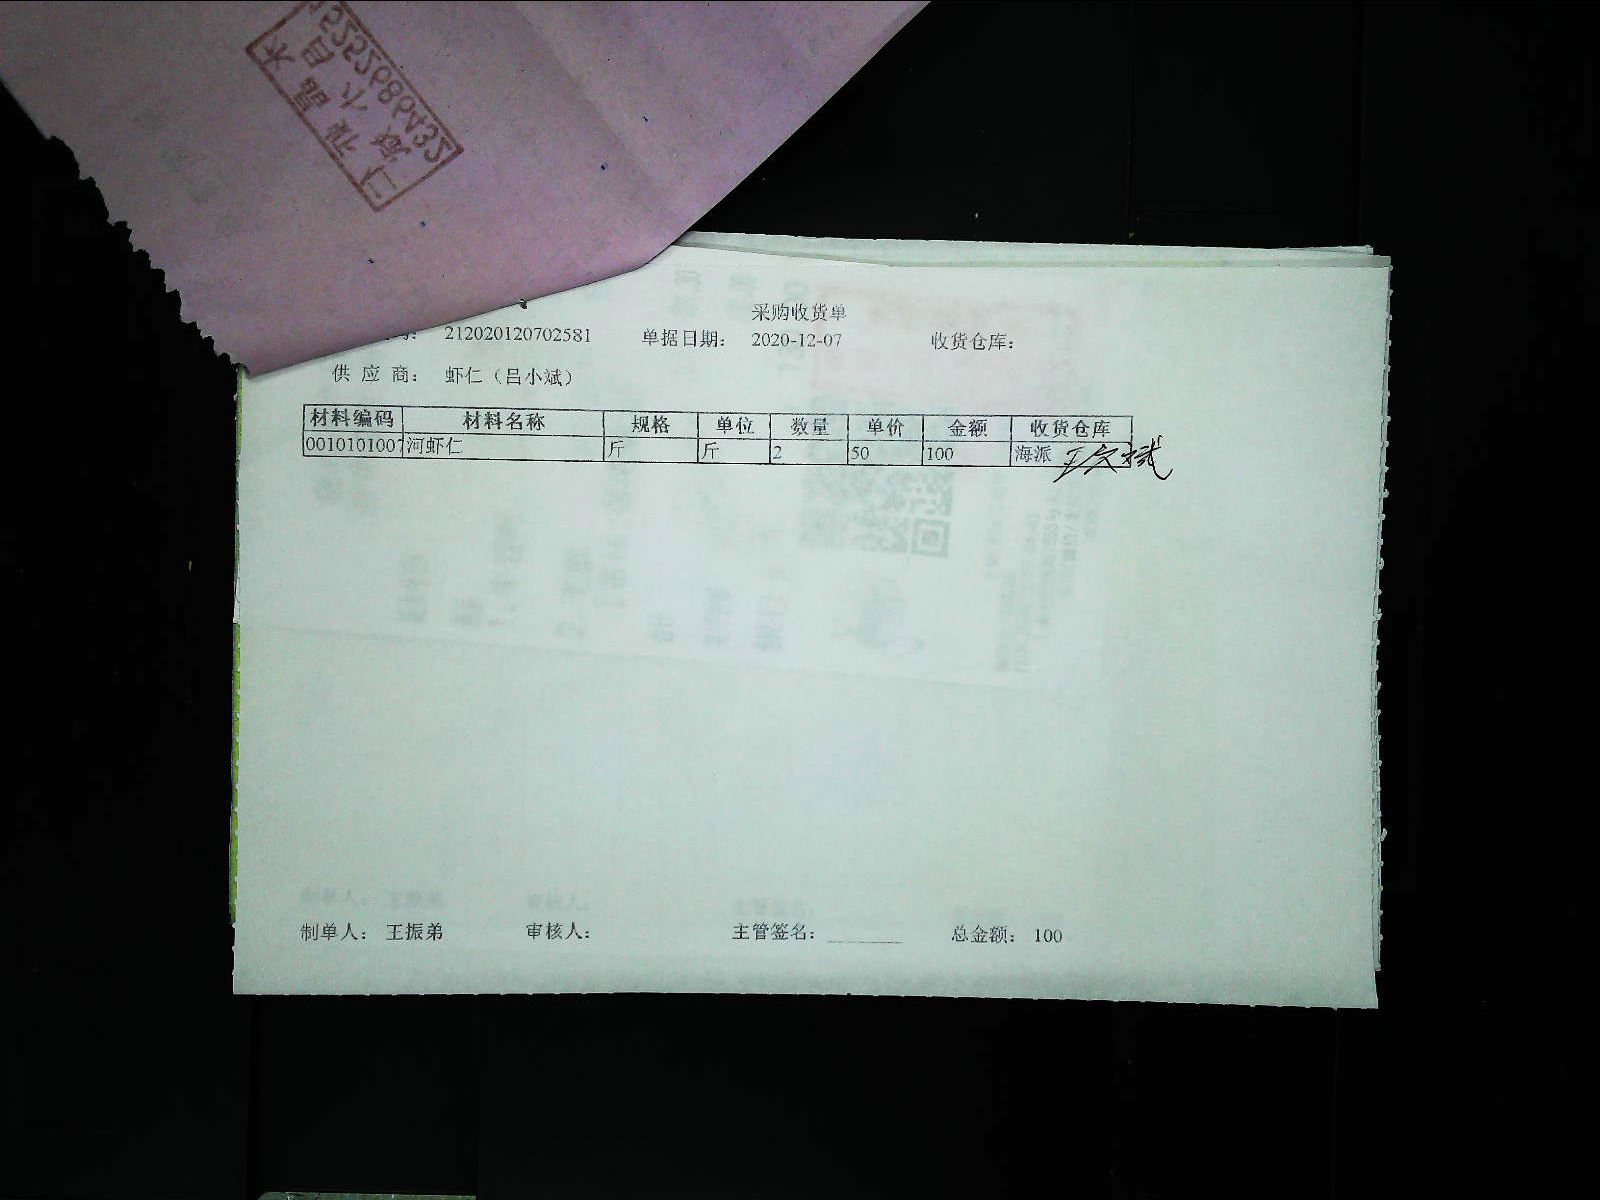 15252686432
采购收货单
212020120702581 单据日期： 2020-12-07 收货仓库：
供 应 商： 虾仁（吕小斌）
材料编码 材料名称 规格 单位 数量 单价 金额 收货仓库
0010101007 河虾仁 斤 斤 2 50 100 海派
制单人： 王振弟 审核人： 主管签名： 总金额： 100